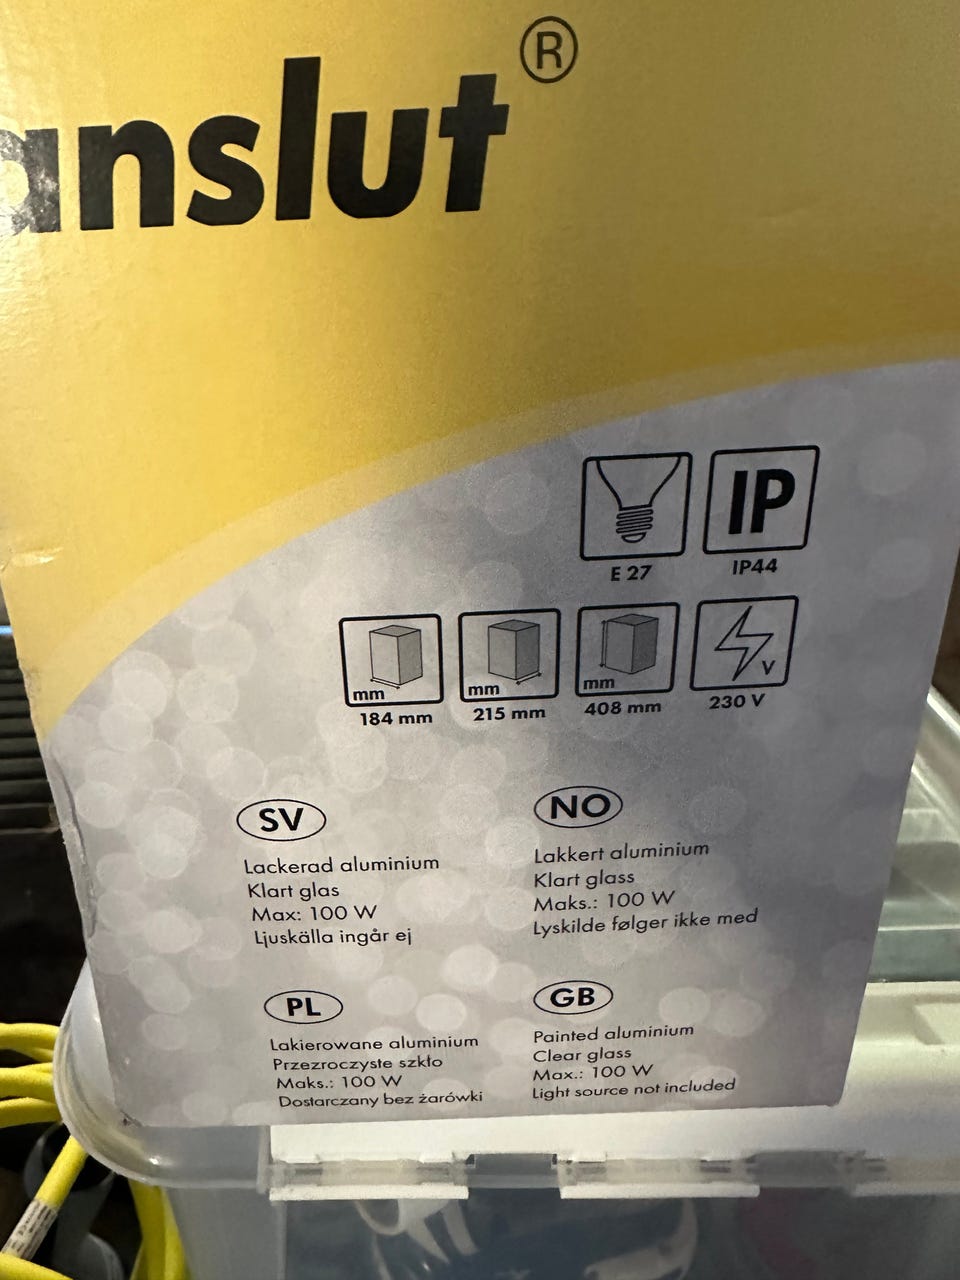 anslut®
IP
E 27
IP44
mm
mm
mm
V
184 mm
215 mm
408 mm
230 V
SV
Lackerad aluminium
Klart glas
Max: 100 W
Ljuskälla ingår ej
NO
Lakkert aluminium
Klart glass
Maks.: 100 W
Lyskilde følger ikke med
PL
Lakierowane aluminium
Przezroczyste szkło
Maks.: 100 W
Dostarczany bez żarówki
GB
Painted aluminium
Clear glass
Max.: 100 W
Light source not included